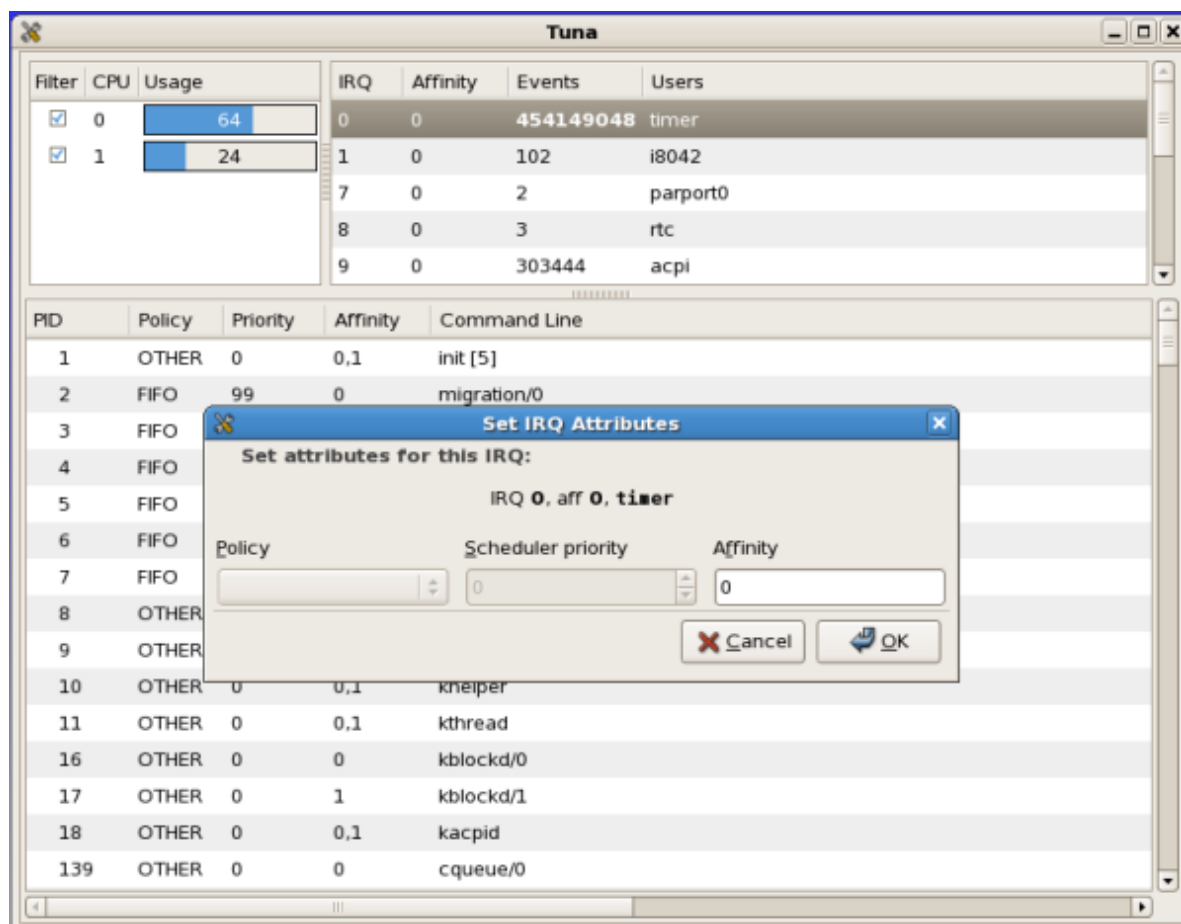 Tuna
Filter CPU Usage
0 64
1 24
IRQ Affinity Events Users
0 0 454149048 timer
1 0 102 i8042
7 0 2 parport0
8 0 3 rtc
9 0 303444 acpi
PID Policy Priority Affinity Command Line
1 OTHER 0 0,1 init [5]
2 FIFO 99 0 migration/0
3 FIFO
4 FIFO
5 FIFO
6 FIFO
7 FIFO
8 OTHER
9 OTHER
10 OTHER 0 0,1 khelper
11 OTHER 0 0,1 kthread
16 OTHER 0 0 kblockd/0
17 OTHER 0 1 kblockd/1
18 OTHER 0 0,1 kacpid
139 OTHER 0 0 cqueue/0
Set IRQ Attributes
Set attributes for this IRQ:
IRQ 0, aff 0, timer
Policy Scheduler priority Affinity
0 0
Cancel OK